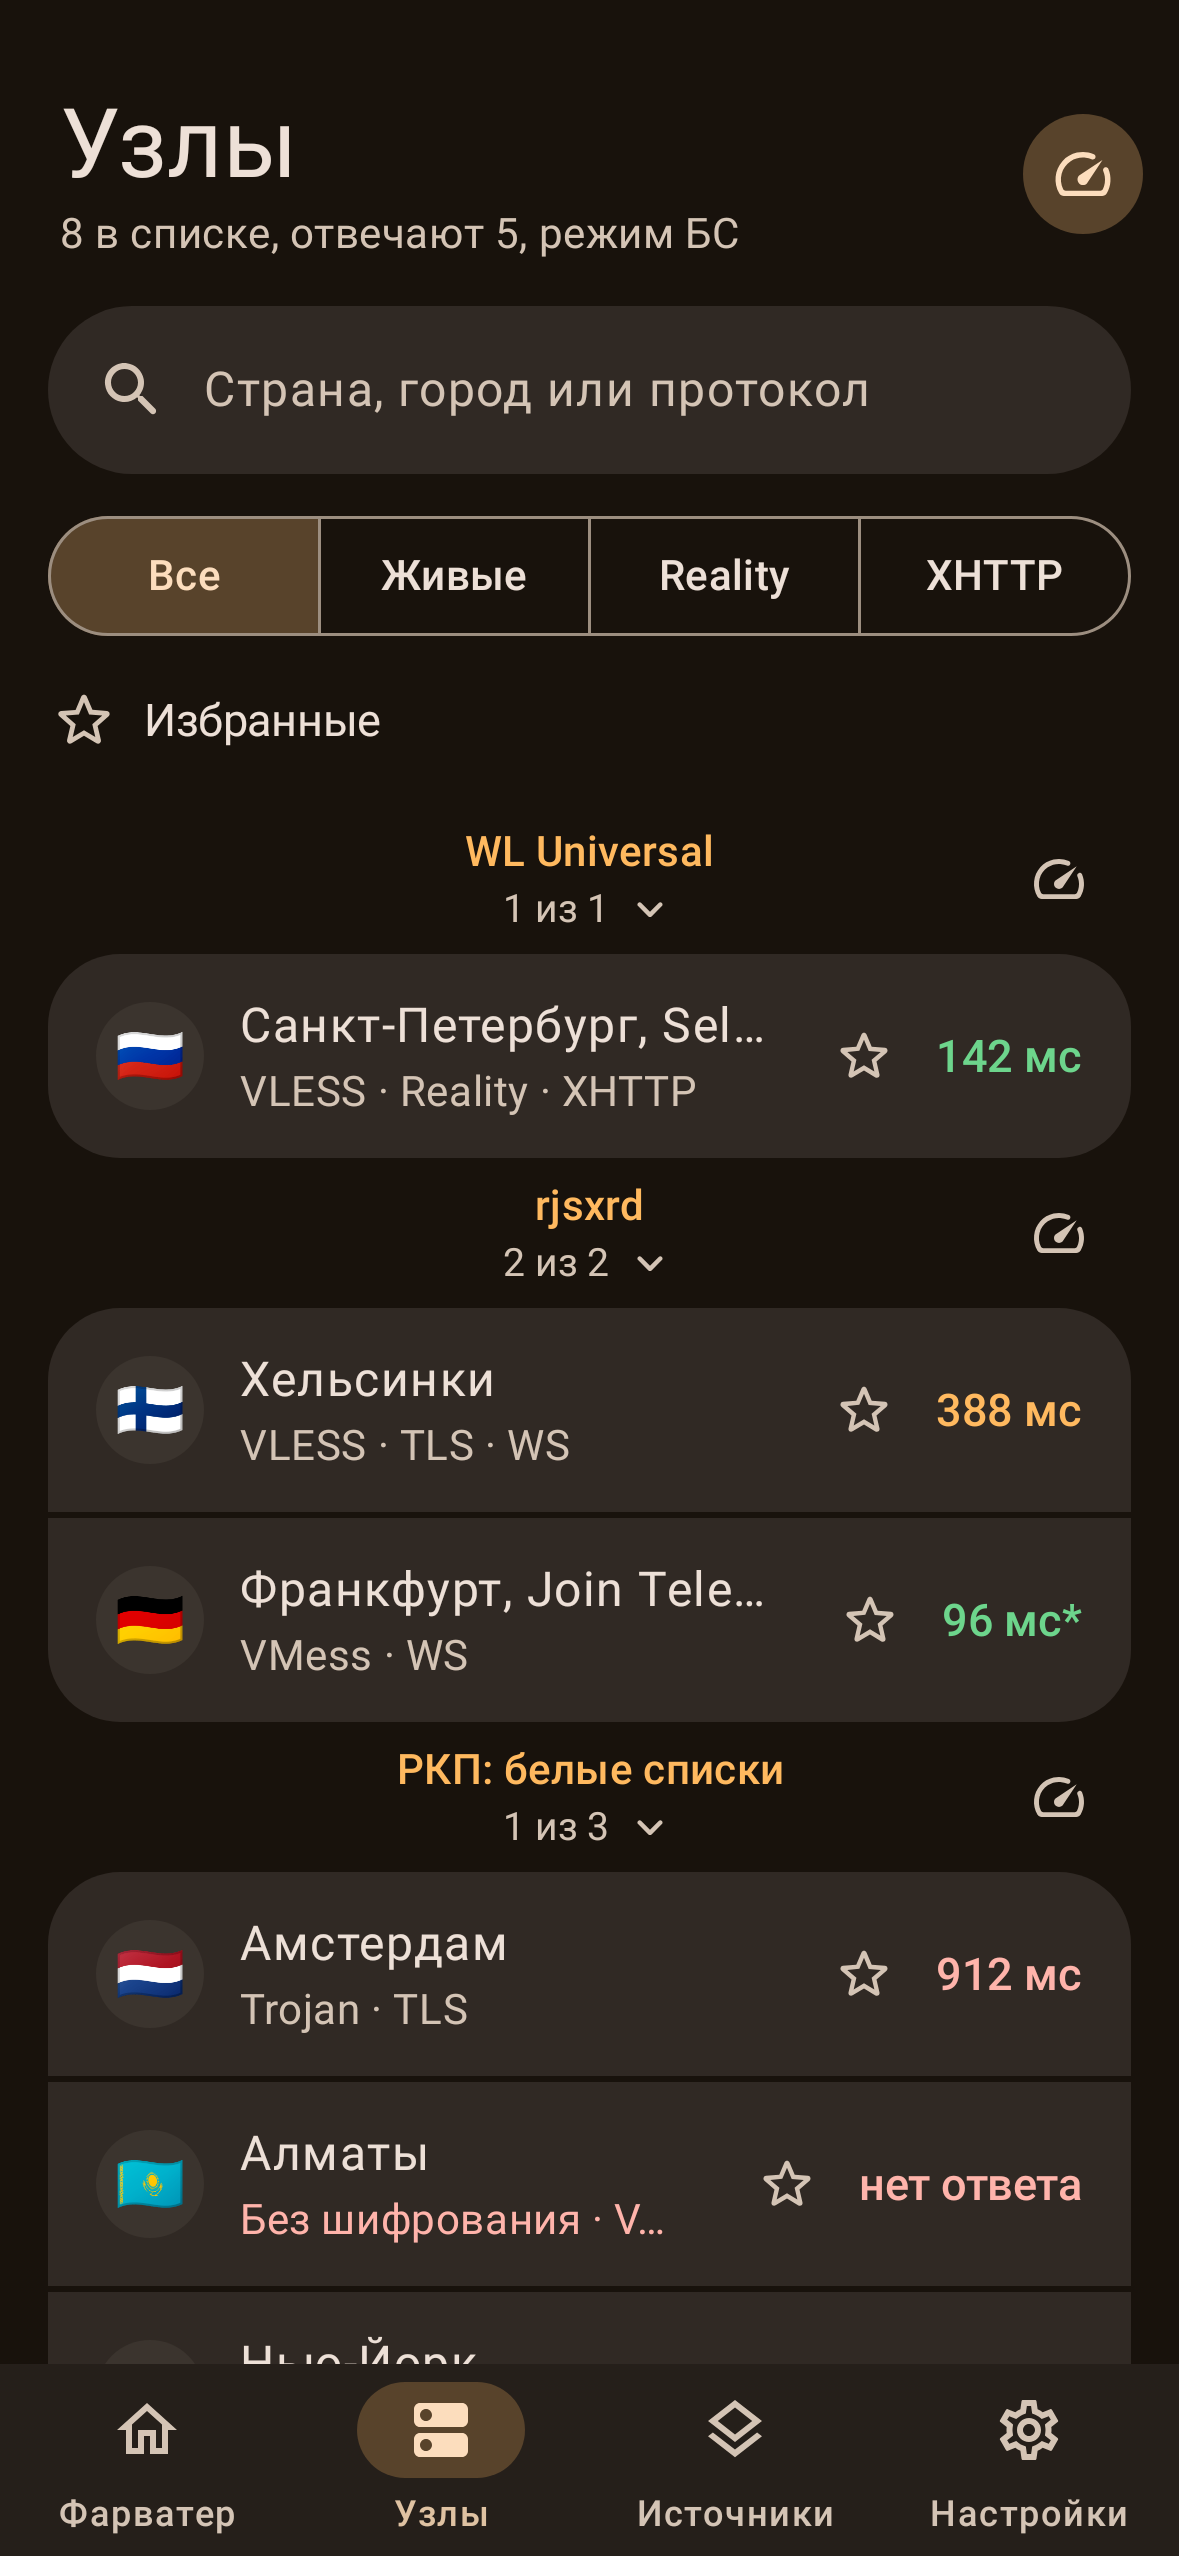 Узлы
8 в списке, отвечают 5, режим БС
Страна, город или протокол
Все
Живые
Reality
XHTTP
Избранные
WL Universal
1 из 1
Санкт-Петербург, Sel…
VLESS · Reality · XHTTP
142 мс
rjsxrd
2 из 2
Хельсинки
VLESS · TLS · WS
388 мс
Франкфурт, Join Tele…
VMess · WS
96 мс*
РКП: белые списки
1 из 3
Амстердам
Trojan · TLS
912 мс
Алматы
Без шифрования · V…
нет ответа
Нью-Йорк
Фарватер
Узлы
Источники
Настройки